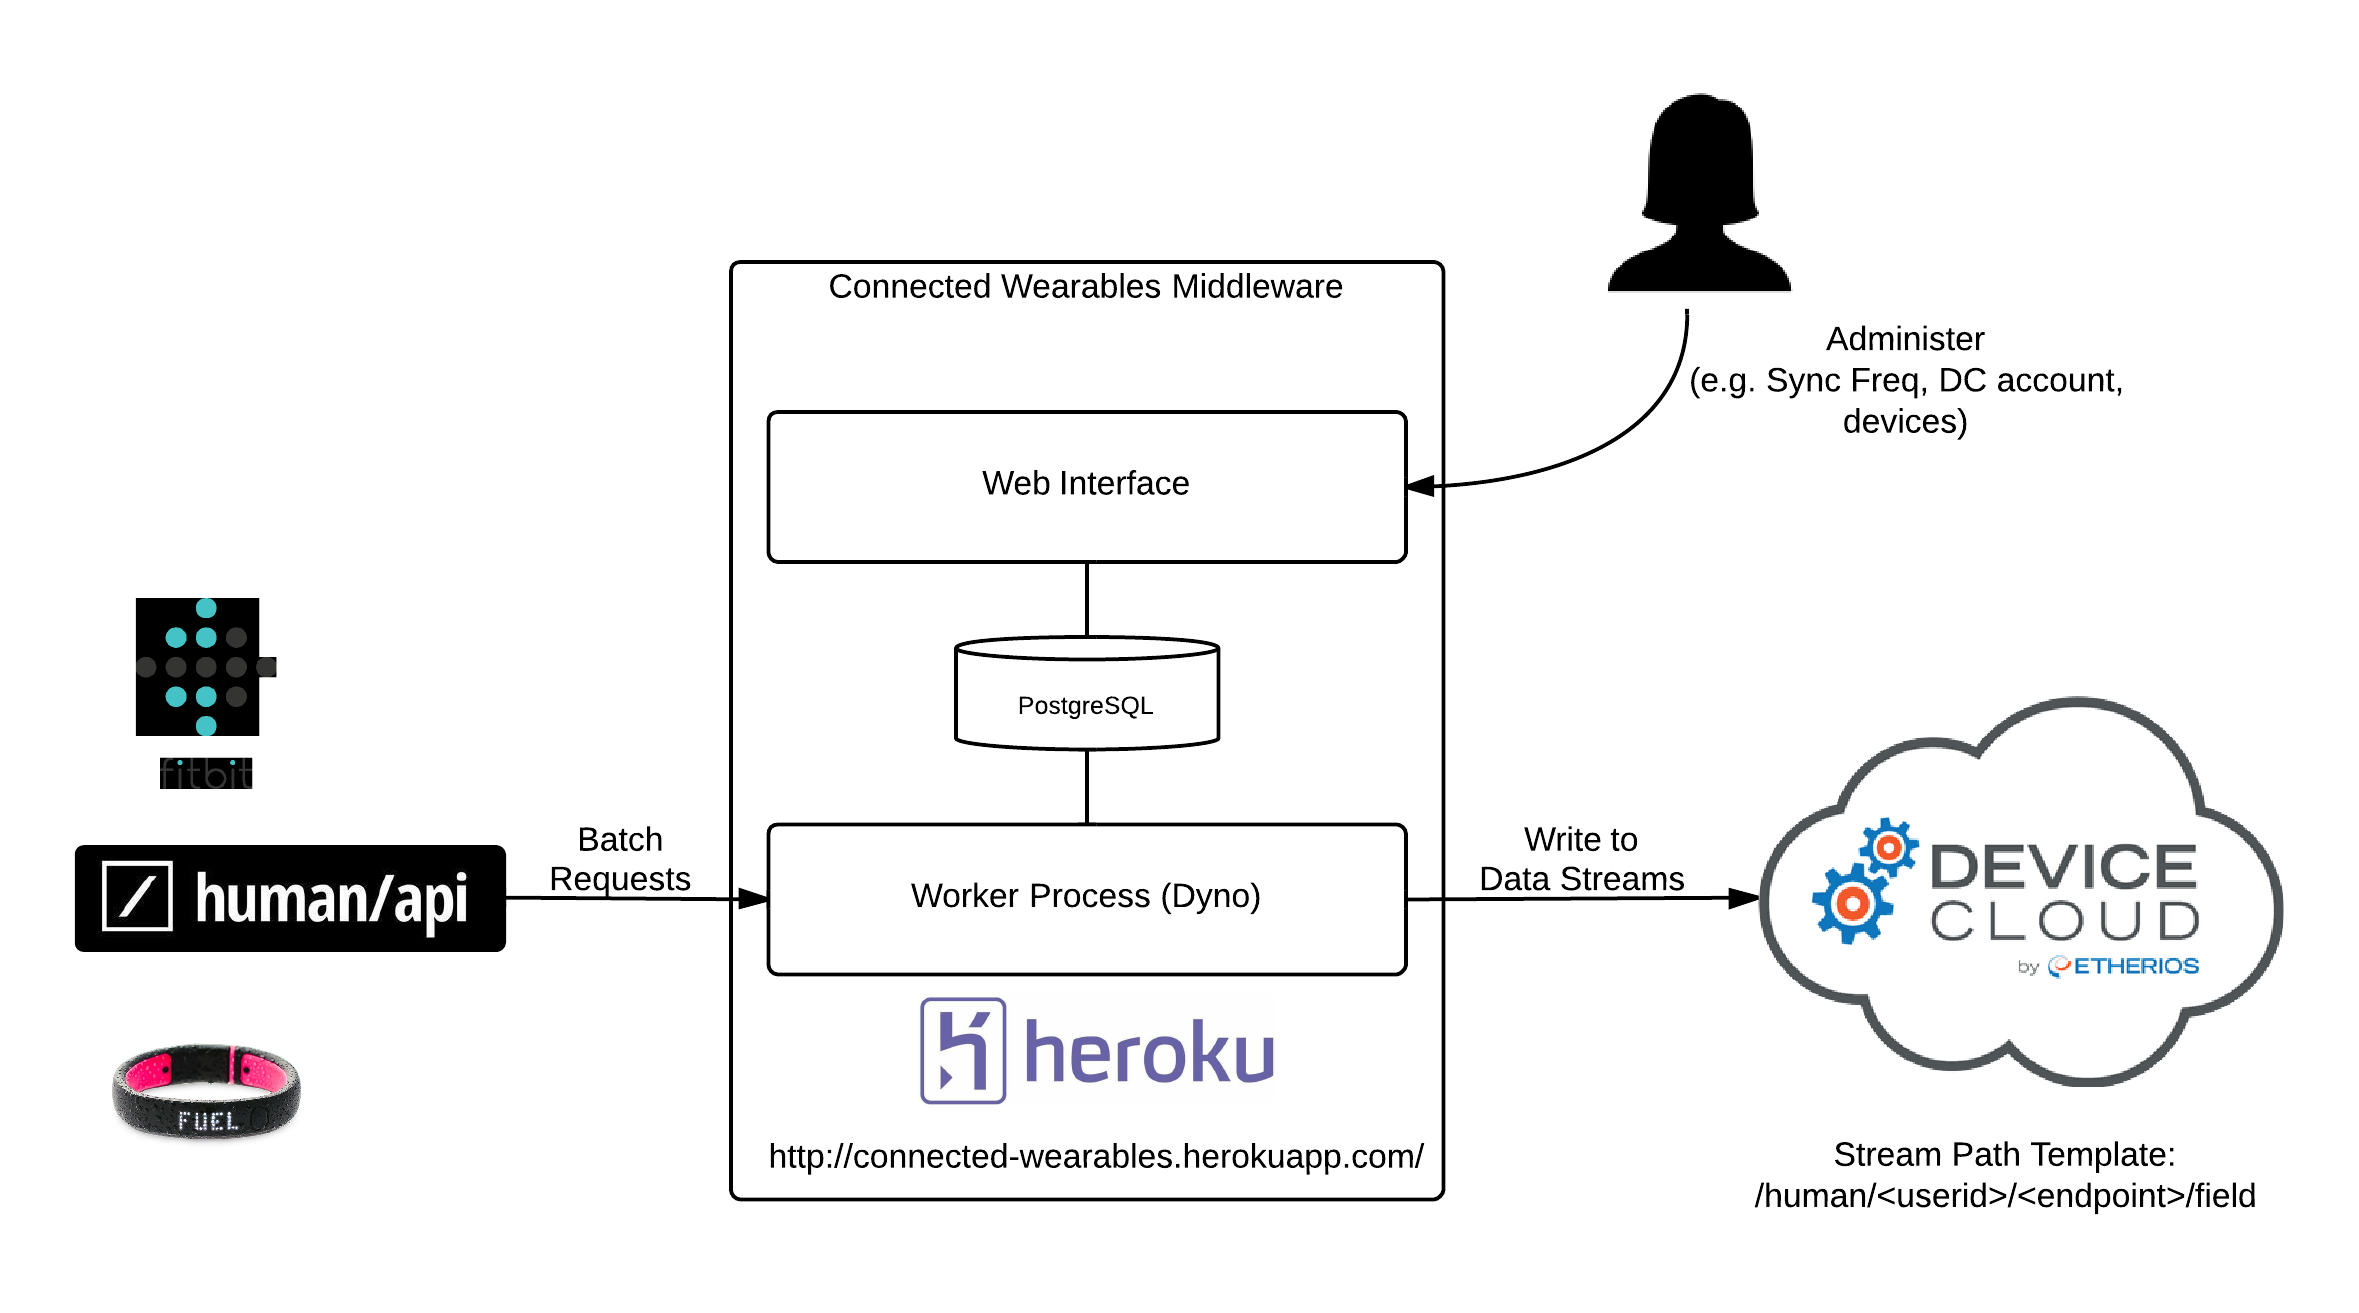 Connected Wearables Middleware
Administer
(e.g. Sync Freq, DC account,
devices)
Web Interface
PostgreSQL
fitbit
Batch
Requests
human/api
Worker Process (Dyno)
Write to
Data Streams
DEVICE
CLOUD
by ETHERIOS
heroku
FUEL
http://connected-wearables.herokuapp.com/
Stream Path Template:
/human/<userid>/<endpoint>/field